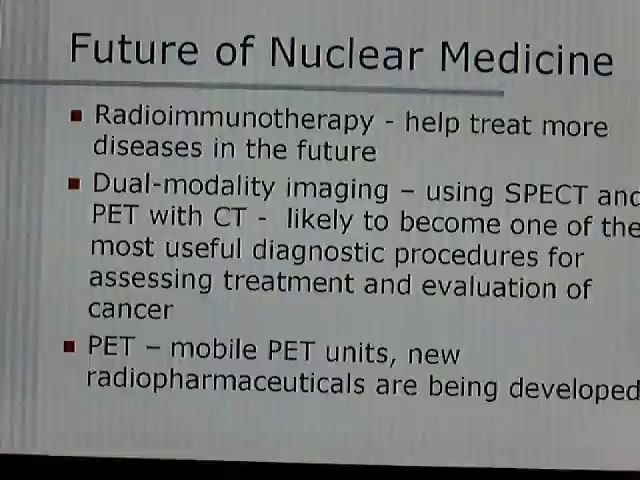 Future of Nuclear Medicine
Radioimmunotherapy - help treat more
diseases in the future
Dual-modality imaging – using SPECT and
PET with CT - likely to become one of the
most useful diagnostic procedures for
assessing treatment and evaluation of
cancer
PET – mobile PET units, new
radiopharmaceuticals are being developed